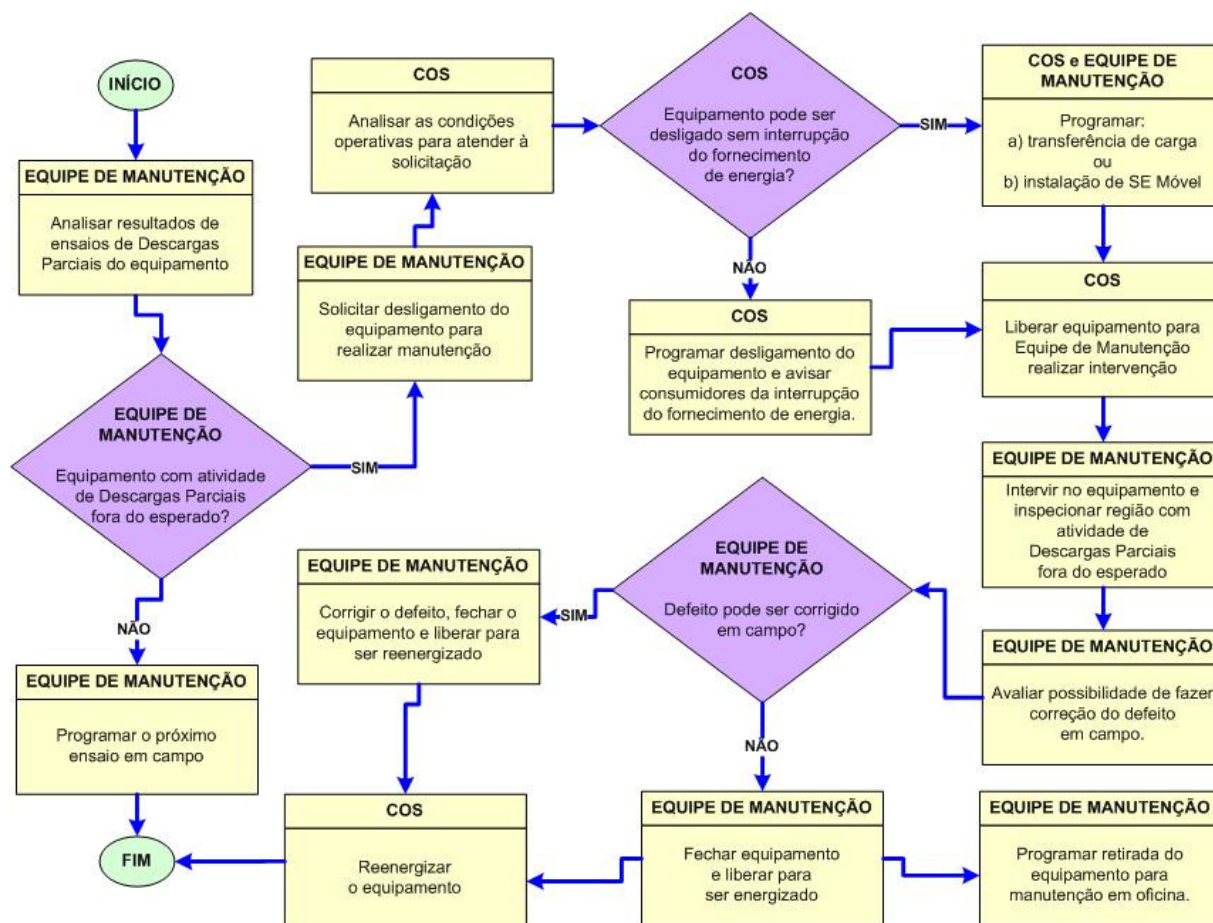 INÍCIO
EQUIPE DE MANUTENÇÃO
Analisar resultados de
ensaios de Descargas
Parciais do equipamento
EQUIPE DE
MANUTENÇÃO
Equipamento com atividade
de Descargas Parciais
fora do esperado?
SIM
NÃO
EQUIPE DE MANUTENÇÃO
Programar o próximo
ensaio em campo
FIM
EQUIPE DE MANUTENÇÃO
Solicitar desligamento do
equipamento para
realizar manutenção
COS
Analisar as condições
operativas para atender à
solicitação
COS
Equipamento pode ser
desligado sem interrupção
do fornecimento
de energia?
SIM
NÃO
COS e EQUIPE DE
MANUTENÇÃO
Programar:
a) transferência de carga
ou
b) instalação de SE Móvel
COS
Programar desligamento do
equipamento e avisar
consumidores da interrupção
do fornecimento de energia.
COS
Liberar equipamento para
Equipe de Manutenção
realizar intervenção
EQUIPE DE MANUTENÇÃO
Intervir no equipamento e
inspecionar região com
atividade de
Descargas Parciais
fora do esperado
EQUIPE DE MANUTENÇÃO
Avaliar possibilidade de fazer
correção do defeito
em campo.
EQUIPE DE
MANUTENÇÃO
Defeito pode ser corrigido
em campo?
SIM
NÃO
EQUIPE DE MANUTENÇÃO
Corrigir o defeito, fechar o
equipamento e liberar para
ser reenergizado
COS
Reenergizar
o equipamento
EQUIPE DE MANUTENÇÃO
Fechar equipamento
e liberar para
ser energizado
EQUIPE DE MANUTENÇÃO
Programar retirada do
equipamento para
manutenção em oficina.